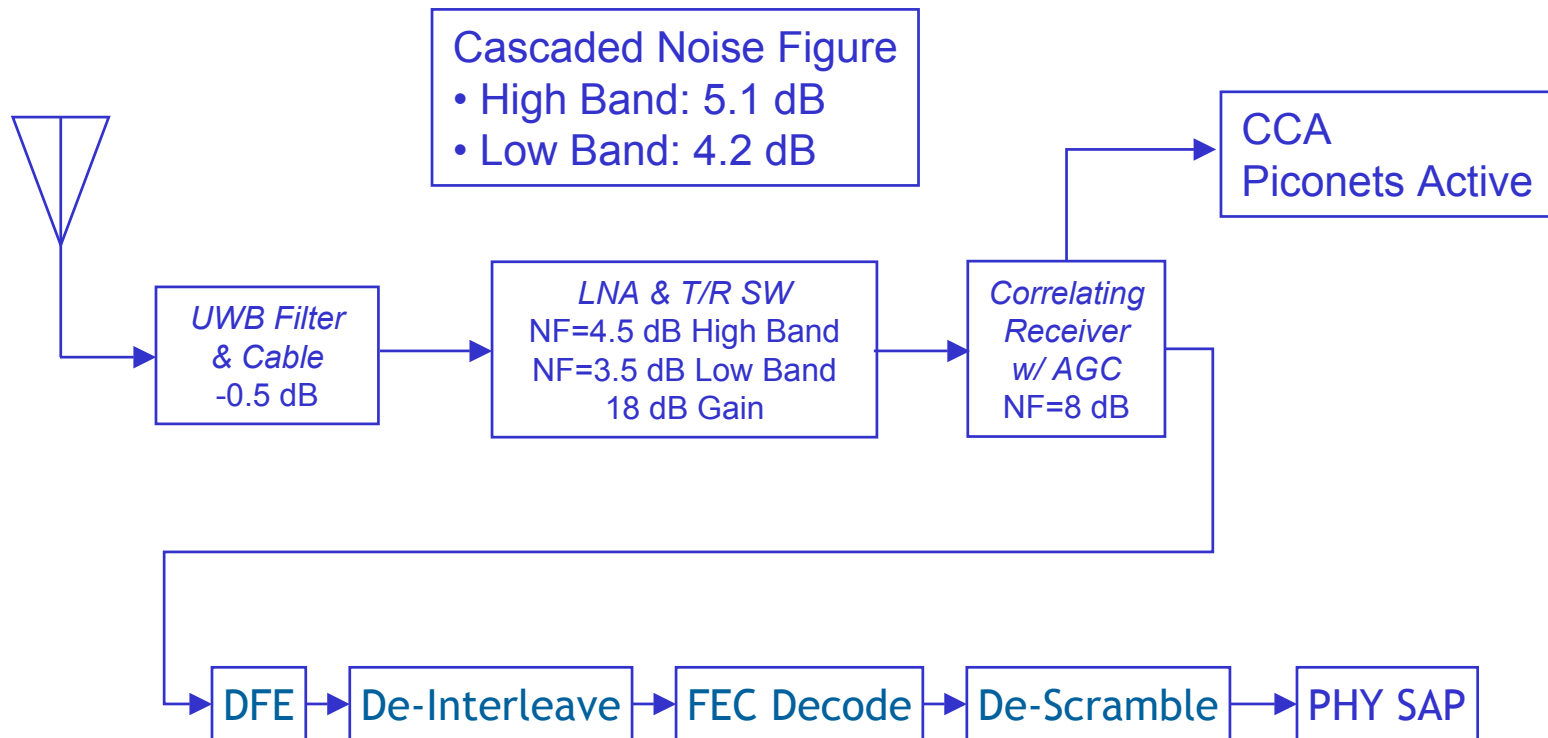 Cascaded Noise Figure
• High Band: 5.1 dB
• Low Band: 4.2 dB
CCA
Piconets Active
UWB Filter
& Cable
-0.5 dB
LNA & T/R SW
NF=4.5 dB High Band
NF=3.5 dB Low Band
18 dB Gain
Correlating
Receiver
w/ AGC
NF=8 dB
DFE
De-Interleave
FEC Decode
De-Scramble
PHY SAP